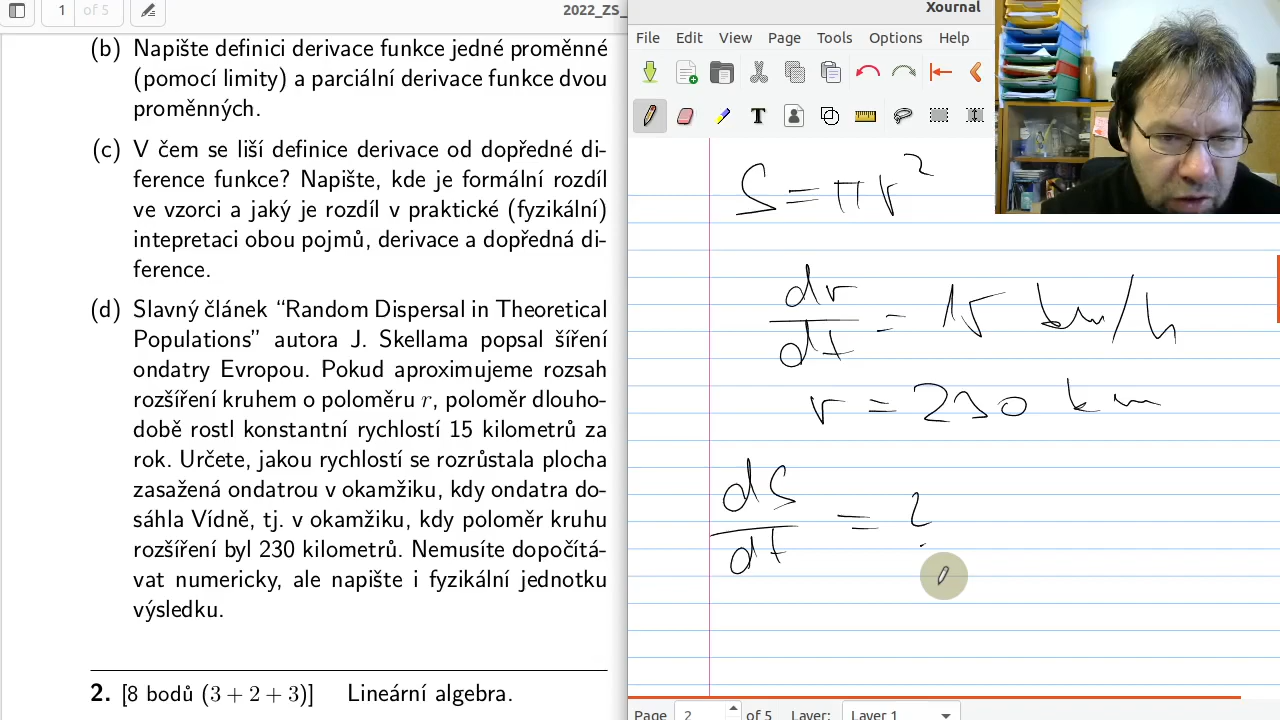 1 of 5
2022_ZS_
(b) Napište definici derivace funkce jedné proměnné
(pomocí limity) a parciální derivace funkce dvou
proměnných.
(c) V čem se liší definice derivace od dopředné di-
ference funkce? Napište, kde je formální rozdíl
ve vzorci a jaký je rozdíl v praktické (fyzikální)
intepretaci obou pojmů, derivace a dopředná di-
ference.
(d) Slavný článek “Random Dispersal in Theoretical
Populations” autora J. Skellama popsal šíření
ondatry Evropou. Pokud aproximujeme rozsah
rozšíření kruhem o poloměru r, poloměr dlouho-
době rostl konstantní rychlostí 15 kilometrů za
rok. Určete, jakou rychlostí se rozrůstala plocha
zasažená ondatrou v okamžiku, kdy ondatra do-
sáhla Vídně, tj. v okamžiku, kdy poloměr kruhu
rozšíření byl 230 kilometrů. Nemusíte dopočítá-
vat numericky, ale napište i fyzikální jednotku
výsledku.
2. [8 bodů (3 + 2 + 3)] Lineární algebra.
Xournal
File Edit View Page Tools Options Help
T
S = πr²
dr/dt = 15 km/h
r = 230 km
dS/dt = ?
Page 2 of 5 Layer: Layer 1